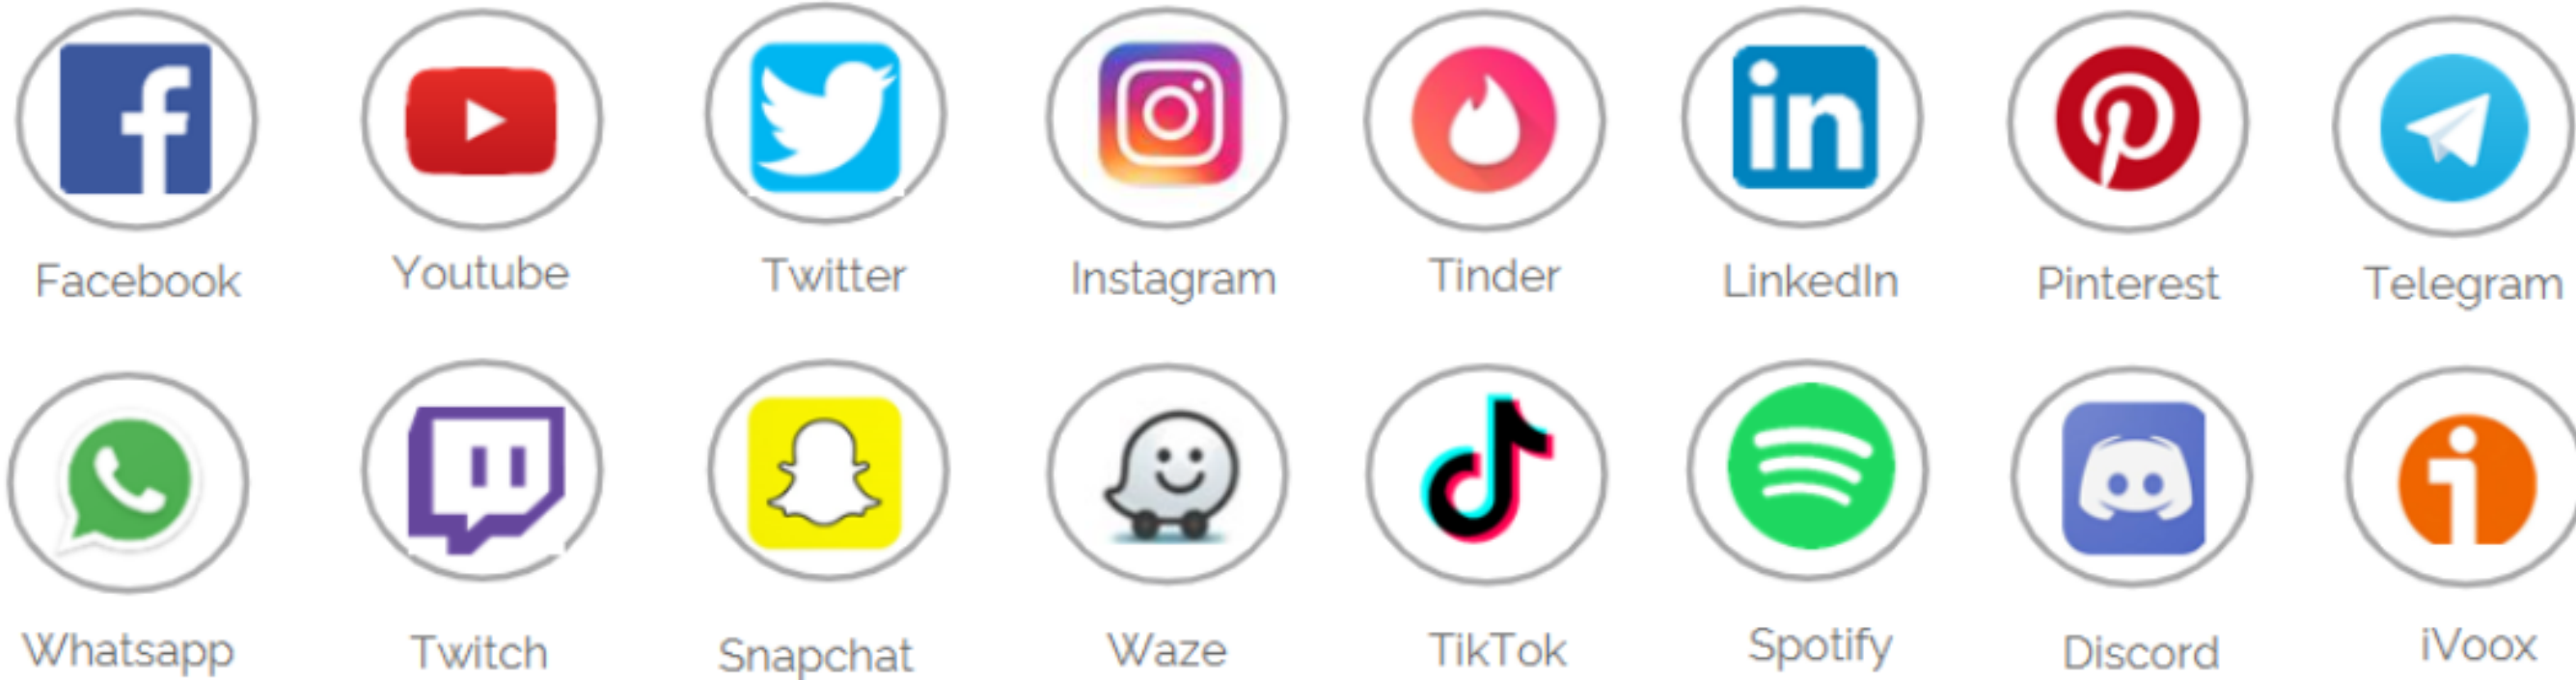 Facebook Youtube Twitter Instagram Tinder LinkedIn Pinterest Telegram
Whatsapp Twitch Snapchat Waze TikTok Spotify Discord iVoox